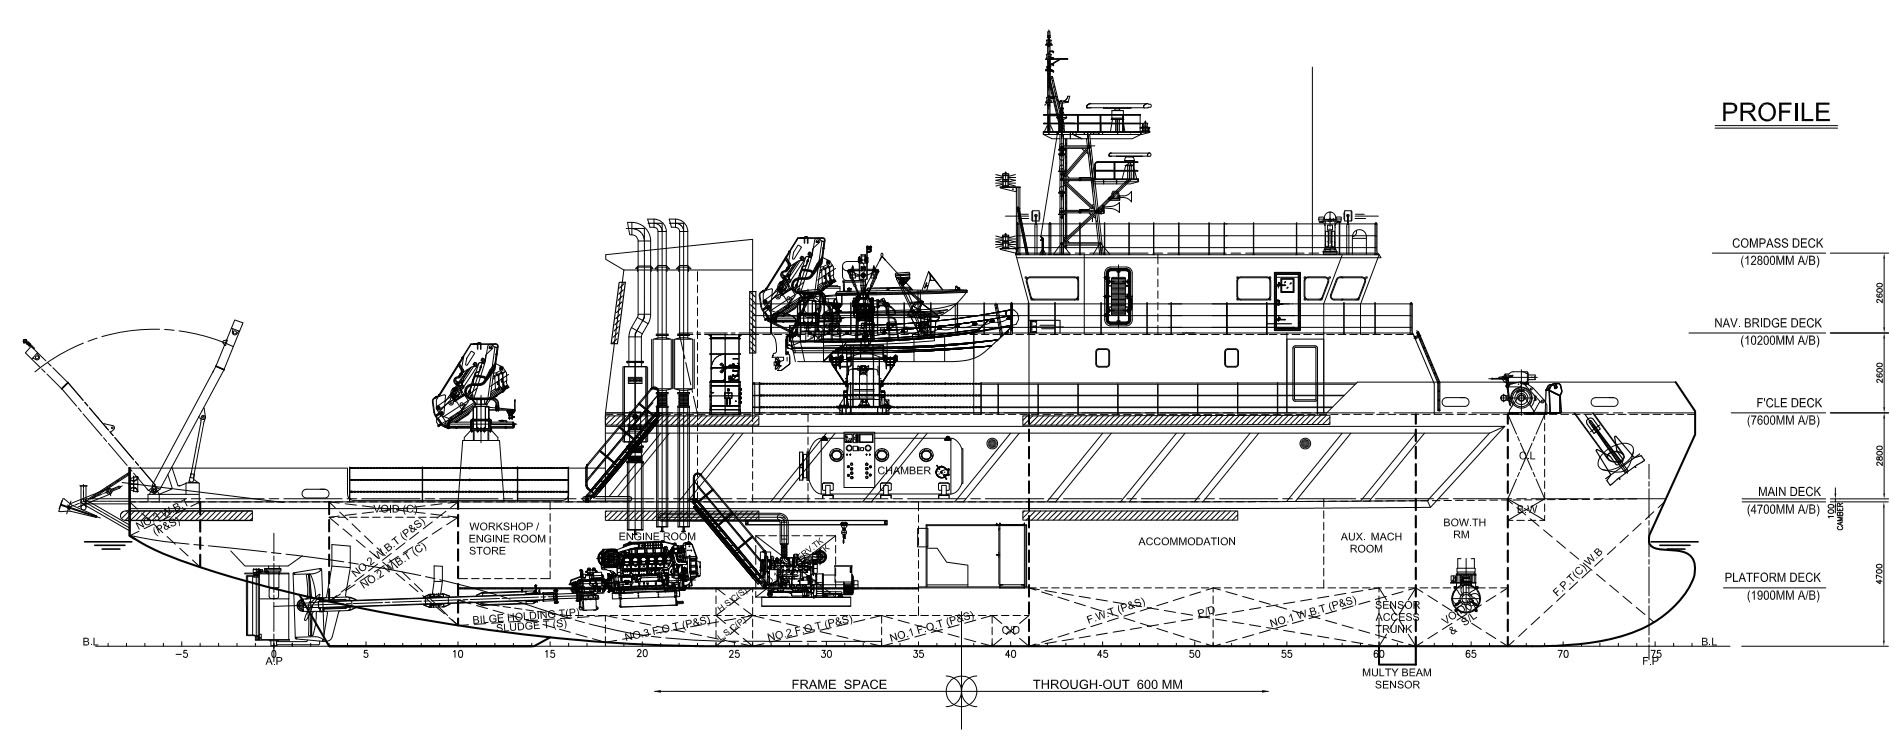 PROFILE
COMPASS DECK
(12800MM A/B)
2600
NAV. BRIDGE DECK
(10200MM A/B)
2600
F'CLE DECK
(7600MM A/B)
2800
MAIN DECK
(4700MM A/B)
100
CAMBER
PLATFORM DECK
(1900MM A/B)
4700
CHAMBER
C.L
VOID (C)
(P&S)
NO.2 W.B.T (P&S)
NO.2 W.B.T (C)
WORKSHOP /
ENGINE ROOM
STORE
ENGINE ROOM
ACCOMMODATION
AUX. MACH
ROOM
BOW.TH
RM
F.P.T(C)W.B
BILGE HOLDING T(P)
SLUDGE T(S)
NO.3 F.O.T (P&S)
NO.2 F.O.T (P&S)
NO.1 F.O.T (P&S)
C/D
F.W.T (P&S)
P/D
NO.1 W.B.T (P&S)
SENSOR
ACCESS
TRUNK
& S/L
B.L
B.L
-5
0
5
10
15
20
25
30
35
40
45
50
55
60
65
70
75
A.P
F.P
MULTY BEAM
SENSOR
FRAME SPACE
THROUGH-OUT 600 MM